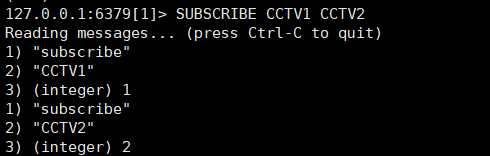 127.0.0.1:6379[1]> SUBSCRIBE CCTV1 CCTV2
Reading messages... (press Ctrl-C to quit)
1) "subscribe"
2) "CCTV1"
3) (integer) 1
1) "subscribe"
2) "CCTV2"
3) (integer) 2